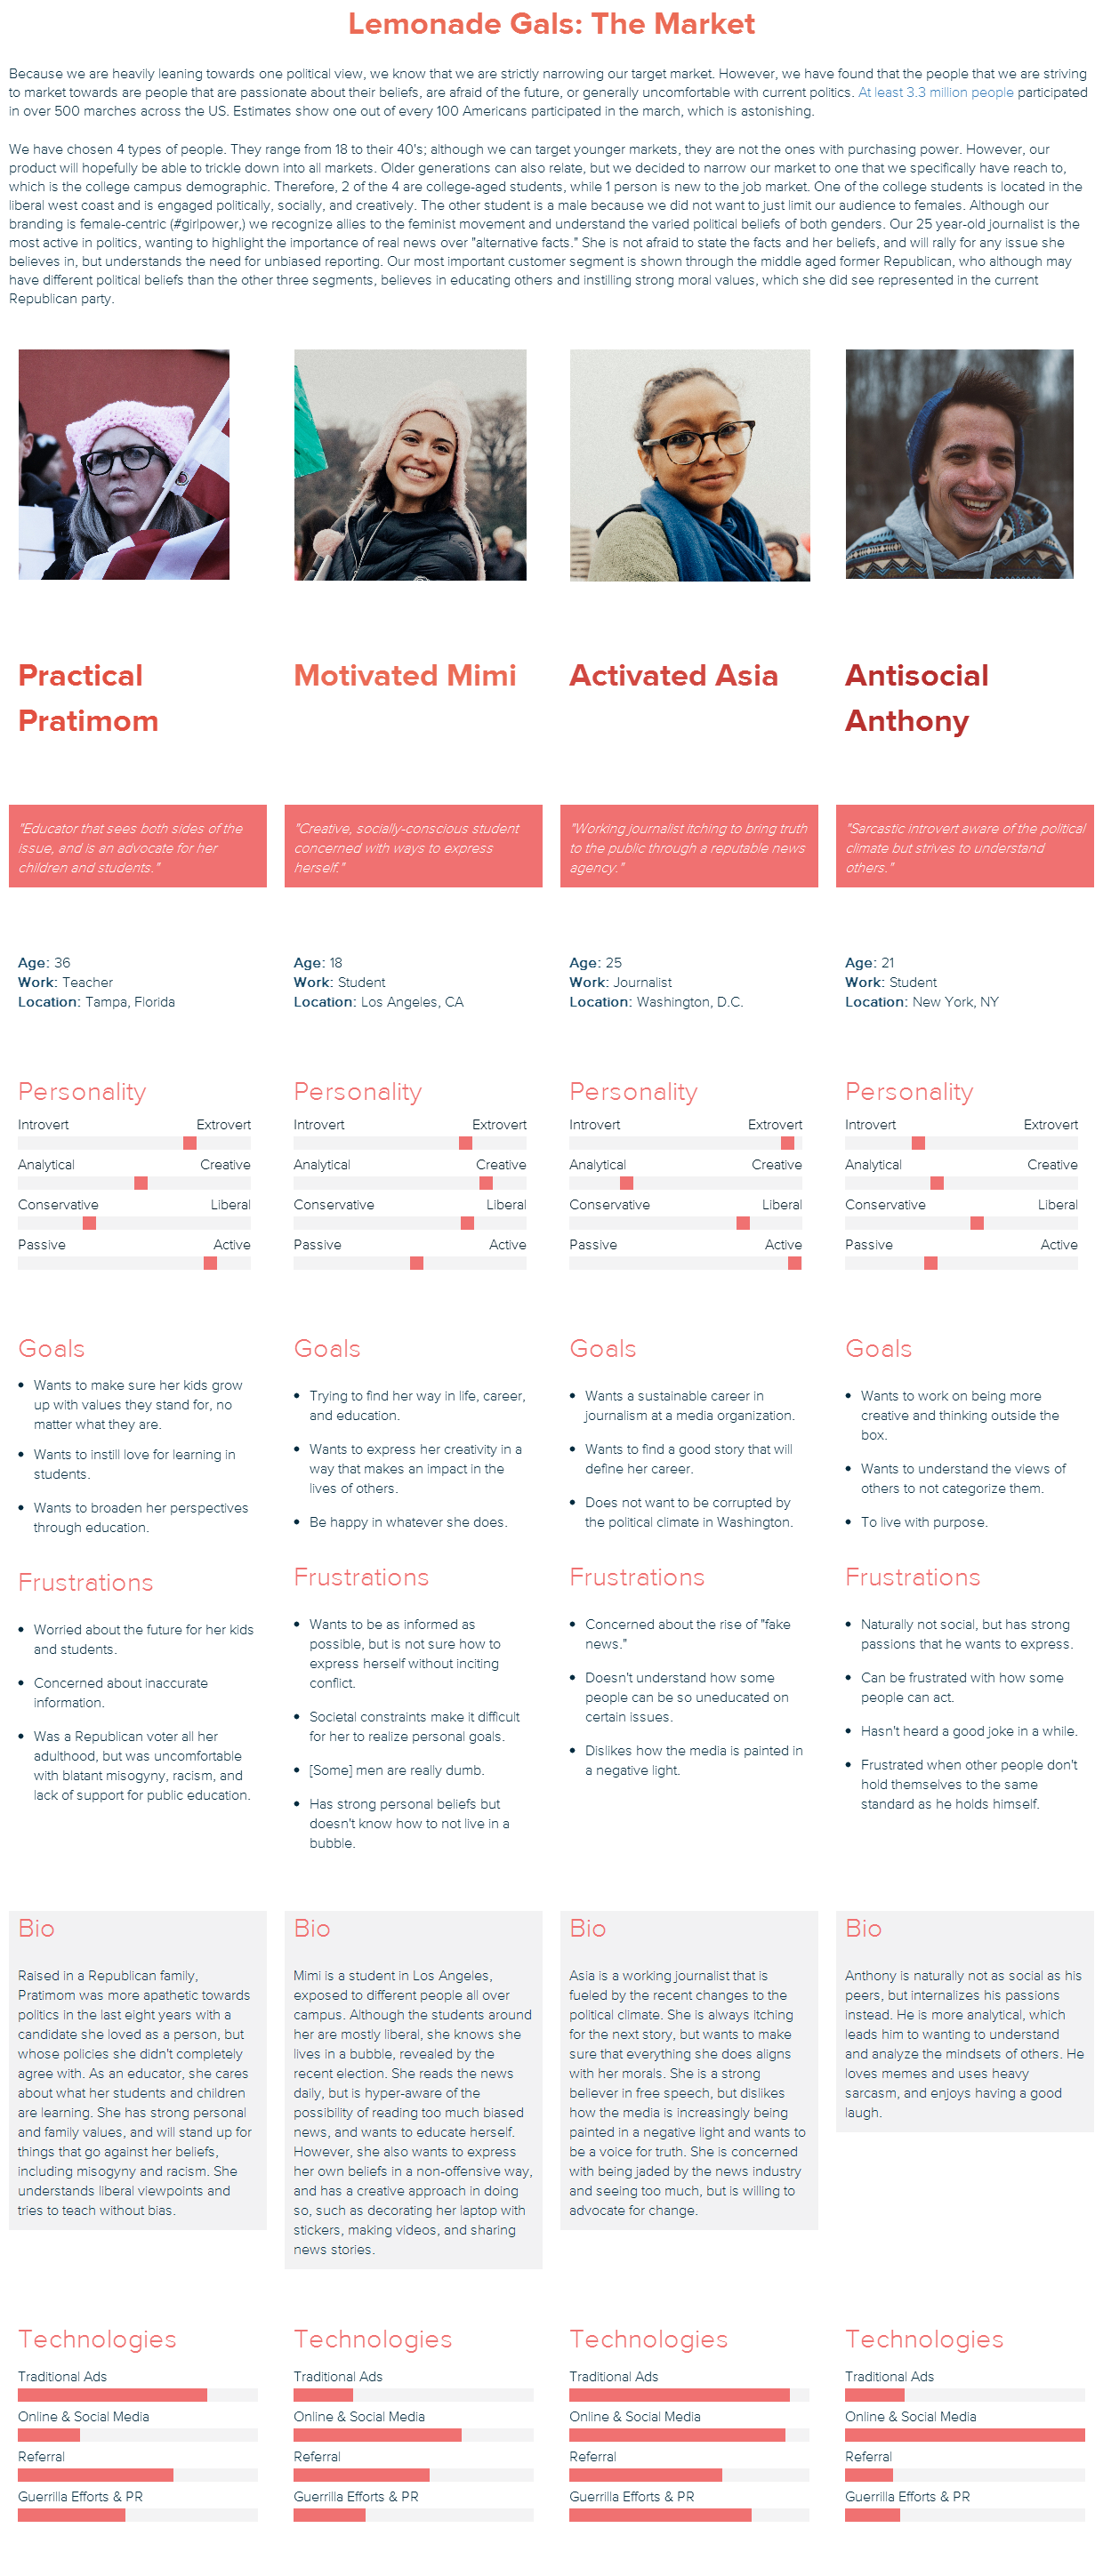 Lemonade Gals: The Market
Because we are heavily leaning towards one political view, we know that we are strictly narrowing our target market. However, we have found that the people that we are striving
to market towards are people that are passionate about their beliefs, are afraid of the future, or generally uncomfortable with current politics. At least 3.3 million people participated
in over 500 marches across the US. Estimates show one out of every 100 Americans participated in the march, which is astonishing.
We have chosen 4 types of people. They range from 18 to their 40's; although we can target younger markets, they are not the ones with purchasing power. However, our
product will hopefully be able to trickle down into all markets. Older generations can also relate, but we decided to narrow our market to one that we specifically have reach to,
which is the college campus demographic. Therefore, 2 of the 4 are college-aged students, while 1 person is new to the job market. One of the college students is located in the
liberal west coast and is engaged politically, socially, and creatively. The other student is a male because we did not want to just limit our audience to females. Although our
branding is female-centric (#girlpower,) we recognize allies to the feminist movement and understand the varied political beliefs of both genders. Our 25 year-old journalist is the
most active in politics, wanting to highlight the importance of real news over "alternative facts." She is not afraid to state the facts and her beliefs, and will rally for any issue she
believes in, but understands the need for unbiased reporting. Our most important customer segment is shown through the middle aged former Republican, who although may
have different political beliefs than the other three segments, believes in educating others and instilling strong moral values, which she did see represented in the current
Republican party.
Practical
Pratimom
Motivated Mimi
Activated Asia
Antisocial
Anthony
"Educator that sees both sides of the
issue, and is an advocate for her
children and students."
"Creative, socially-conscious student
concerned with ways to express
herself."
"Working journalist itching to bring truth
to the public through a reputable news
agency."
"Sarcastic introvert aware of the political
climate but strives to understand
others."
Age: 36
Work: Teacher
Location: Tampa, Florida
Age: 18
Work: Student
Location: Los Angeles, CA
Age: 25
Work: Journalist
Location: Washington, D.C.
Age: 21
Work: Student
Location: New York, NY
Personality
Introvert Extrovert
Analytical Creative
Conservative Liberal
Passive Active
Personality
Introvert Extrovert
Analytical Creative
Conservative Liberal
Passive Active
Personality
Introvert Extrovert
Analytical Creative
Conservative Liberal
Passive Active
Personality
Introvert Extrovert
Analytical Creative
Conservative Liberal
Passive Active
Goals
• Wants to make sure her kids grow
up with values they stand for, no
matter what they are.
• Wants to instill love for learning in
students.
• Wants to broaden her perspectives
through education.
Goals
• Trying to find her way in life, career,
and education.
• Wants to express her creativity in a
way that makes an impact in the
lives of others.
• Be happy in whatever she does.
Goals
• Wants a sustainable career in
journalism at a media organization.
• Wants to find a good story that will
define her career.
• Does not want to be corrupted by
the political climate in Washington.
Goals
• Wants to work on being more
creative and thinking outside the
box.
• Wants to understand the views of
others to not categorize them.
• To live with purpose.
Frustrations
• Worried about the future for her kids
and students.
• Concerned about inaccurate
information.
• Was a Republican voter all her
adulthood, but was uncomfortable
with blatant misogyny, racism, and
lack of support for public education.
Frustrations
• Wants to be as informed as
possible, but is not sure how to
express herself without inciting
conflict.
• Societal constraints make it difficult
for her to realize personal goals.
• [Some] men are really dumb.
• Has strong personal beliefs but
doesn't know how to not live in a
bubble.
Frustrations
• Concerned about the rise of "fake
news."
• Doesn't understand how some
people can be so uneducated on
certain issues.
• Dislikes how the media is painted in
a negative light.
Frustrations
• Naturally not social, but has strong
passions that he wants to express.
• Can be frustrated with how some
people can act.
• Hasn't heard a good joke in a while.
• Frustrated when other people don't
hold themselves to the same
standard as he holds himself.
Bio
Raised in a Republican family,
Pratimom was more apathetic towards
politics in the last eight years with a
candidate she loved as a person, but
whose policies she didn't completely
agree with. As an educator, she cares
about what her students and children
are learning. She has strong personal
and family values, and will stand up for
things that go against her beliefs,
including misogyny and racism. She
understands liberal viewpoints and
tries to teach without bias.
Bio
Mimi is a student in Los Angeles,
exposed to different people all over
campus. Although the students around
her are mostly liberal, she knows she
lives in a bubble, revealed by the
recent election. She reads the news
daily, but is hyper-aware of the
possibility of reading too much biased
news, and wants to educate herself.
However, she also wants to express
her own beliefs in a non-offensive way,
and has a creative approach in doing
so, such as decorating her laptop with
stickers, making videos, and sharing
news stories.
Bio
Asia is a working journalist that is
fueled by the recent changes to the
political climate. She is always itching
for the next story, but wants to make
sure that everything she does aligns
with her morals. She is a strong
believer in free speech, but dislikes
how the media is increasingly being
painted in a negative light and wants to
be a voice for truth. She is concerned
with being jaded by the news industry
and seeing too much, but is willing to
advocate for change.
Bio
Anthony is naturally not as social as his
peers, but internalizes his passions
instead. He is more analytical, which
leads him to wanting to understand
and analyze the mindsets of others. He
loves memes and uses heavy
sarcasm, and enjoys having a good
laugh.
Technologies
Traditional Ads
Online & Social Media
Referral
Guerrilla Efforts & PR
Technologies
Traditional Ads
Online & Social Media
Referral
Guerrilla Efforts & PR
Technologies
Traditional Ads
Online & Social Media
Referral
Guerrilla Efforts & PR
Technologies
Traditional Ads
Online & Social Media
Referral
Guerrilla Efforts & PR